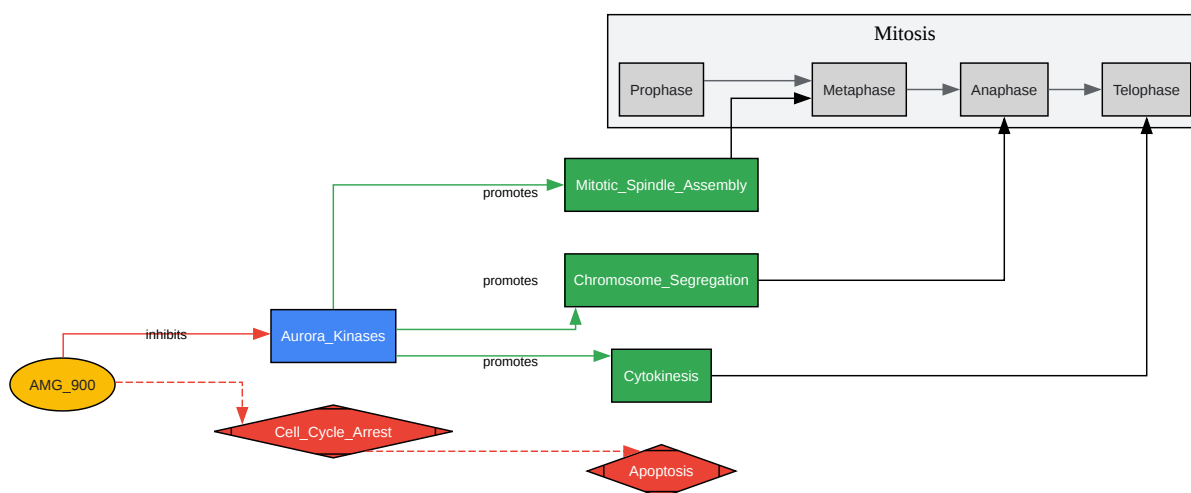 Mitosis
Prophase
Metaphase
Anaphase
Telophase
Mitotic_Spindle_Assembly
promotes
promotes
Chromosome_Segregation
inhibits
Aurora_Kinases
promotes
Cytokinesis
AMG_900
Cell_Cycle_Arrest
Apoptosis